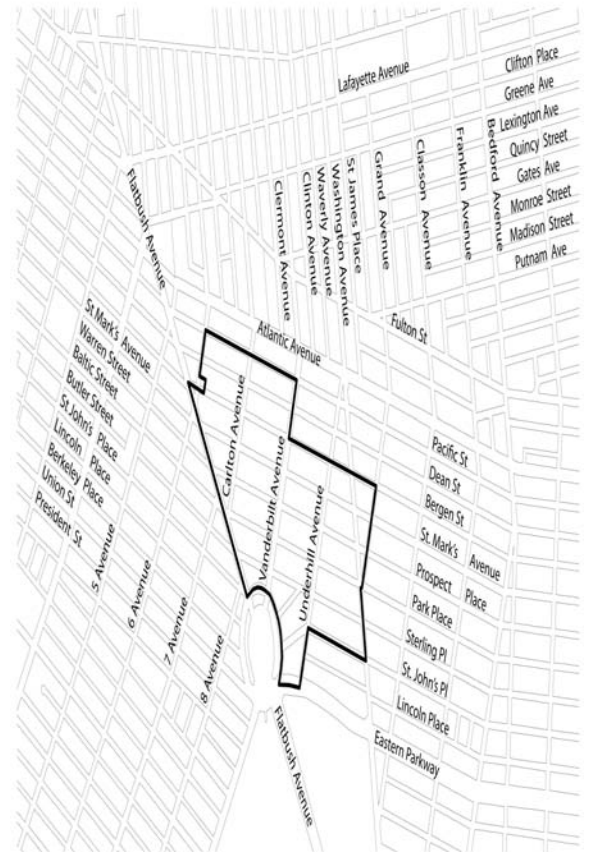 Clifton Place
Lafayette Avenue
Greene Ave
Lexington Ave
Quincy Street
Gates Ave
Monroe Street
Madison Street
Putnam Ave
Bedford Avenue
Franklin Avenue
Classon Avenue
Grand Avenue
St James Place
Washington Avenue
Waverly Avenue
Clinton Avenue
Clermont Avenue
Flatbush Avenue
Fulton St
Atlantic Avenue
St Mark's Avenue
Warren Street
Baltic Street
Butler Street
St John's Place
Lincoln Place
Berkeley Place
Union St
President St
5 Avenue
6 Avenue
7 Avenue
8 Avenue
Carlton Avenue
Vanderbilt Avenue
Underhill Avenue
Pacific St
Dean St
Bergen St
St. Mark's Avenue
Prospect Place
Park Place
Sterling Pl
St. John's Pl
Lincoln Place
Eastern Parkway
Flatbush Avenue